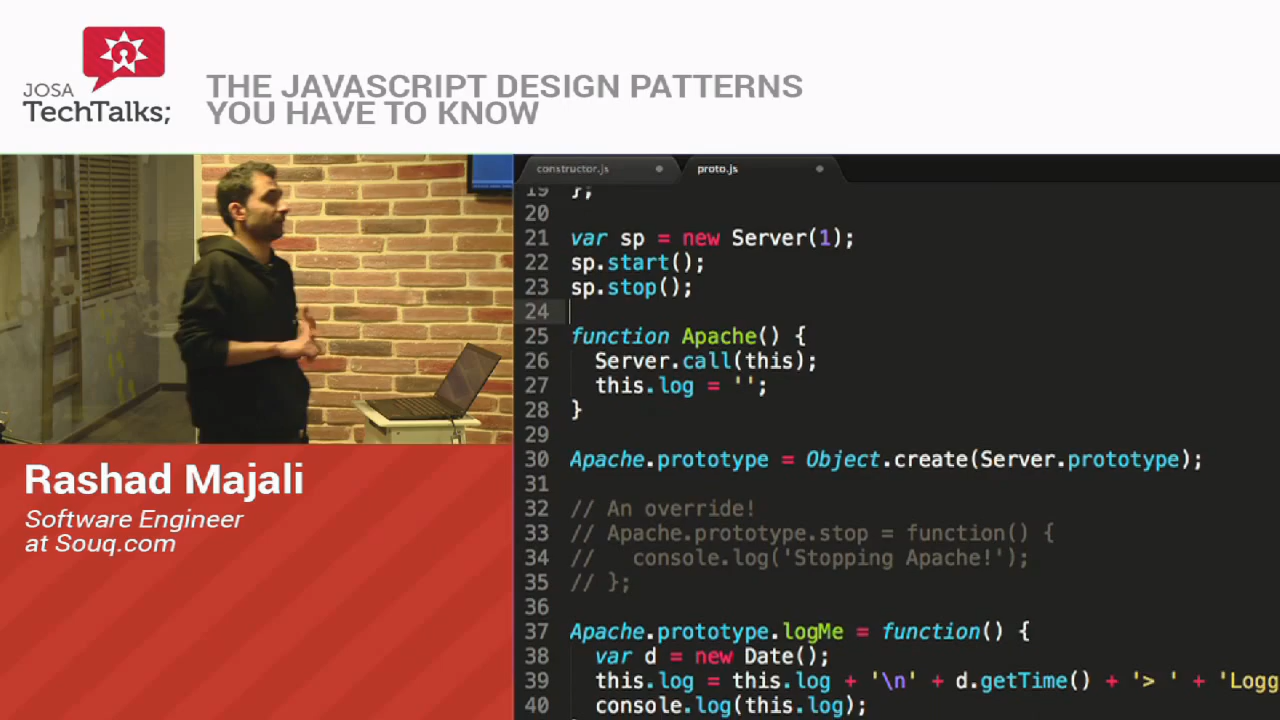 JOSA
TechTalks;
THE JAVASCRIPT DESIGN PATTERNS
YOU HAVE TO KNOW
constructor.js
proto.js
19 };
20
21 var sp = new Server(1);
22 sp.start();
23 sp.stop();
24
25 function Apache() {
26 Server.call(this);
27 this.log = '';
28 }
29
30 Apache.prototype = Object.create(Server.prototype);
31
32 // An override!
33 // Apache.prototype.stop = function() {
34 // console.log('Stopping Apache!');
35 // };
36
37 Apache.prototype.logMe = function() {
38 var d = new Date();
39 this.log = this.log + '\n' + d.getTime() + '> ' + 'Logg
40 console.log(this.log);
Rashad Majali
Software Engineer
at Souq.com